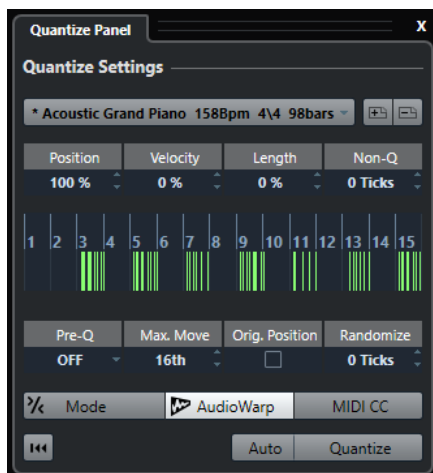 Quantize Panel X
Quantize Settings
* Acoustic Grand Piano 158Bpm 4\4 98bars
Position Velocity Length Non-Q
100 % 0 % 0 % 0 Ticks
1 2 3 4 5 6 7 8 9 10 11 12 13 14 15
Pre-Q Max. Move Orig. Position Randomize
OFF 16th 0 Ticks
Mode AudioWarp MIDI CC
Auto Quantize